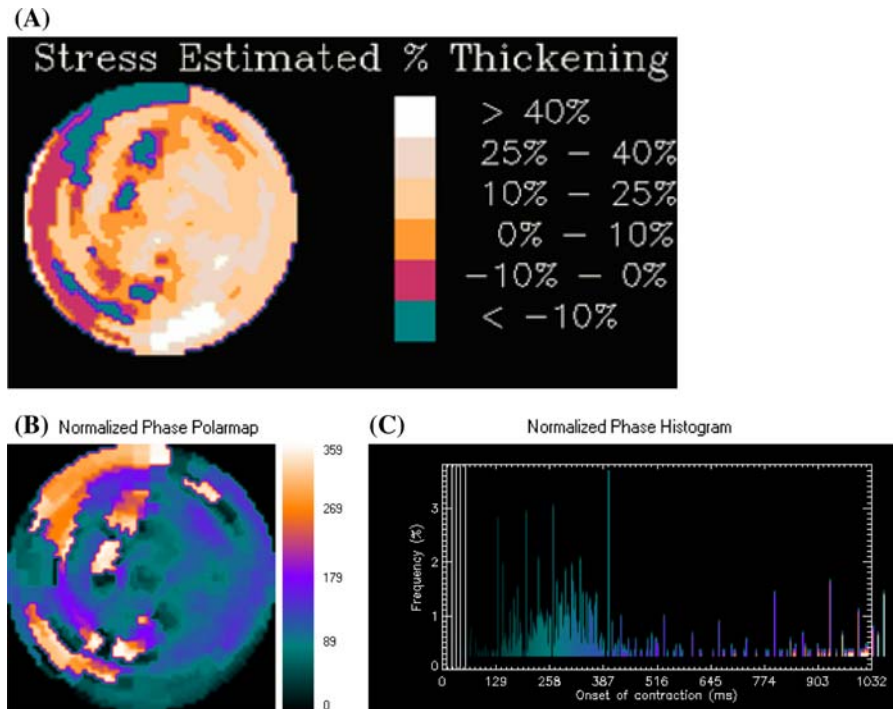 (A)
Stress Estimated % Thickening
> 40%
25% - 40%
10% - 25%
0% - 10%
-10% - 0%
< -10%
(B) Normalized Phase Polarmap
359
269
179
89
0
(C) Normalized Phase Histogram
Frequency (%)
3
2
1
0
0 129 258 387 516 645 774 903 1032
Onset of contraction (ms)